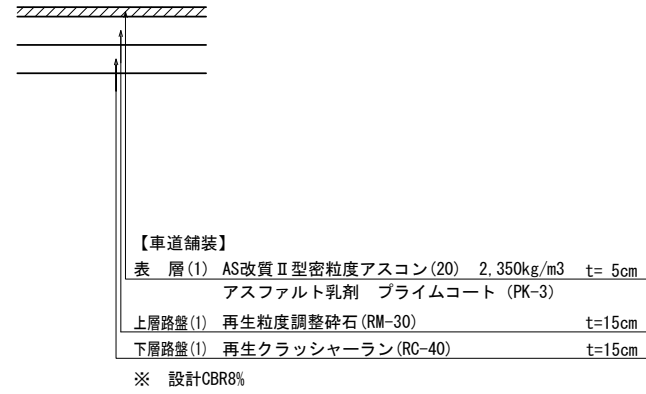 【車道舗装】
表　層(1)　AS改質Ⅱ型密粒度アスコン(20)　2,350kg/m3　t= 5cm
アスファルト乳剤　プライムコート (PK-3)
上層路盤(1)　再生粒度調整砕石(RM-30)　t=15cm
下層路盤(1)　再生クラッシャーラン(RC-40)　t=15cm
※　設計CBR8%